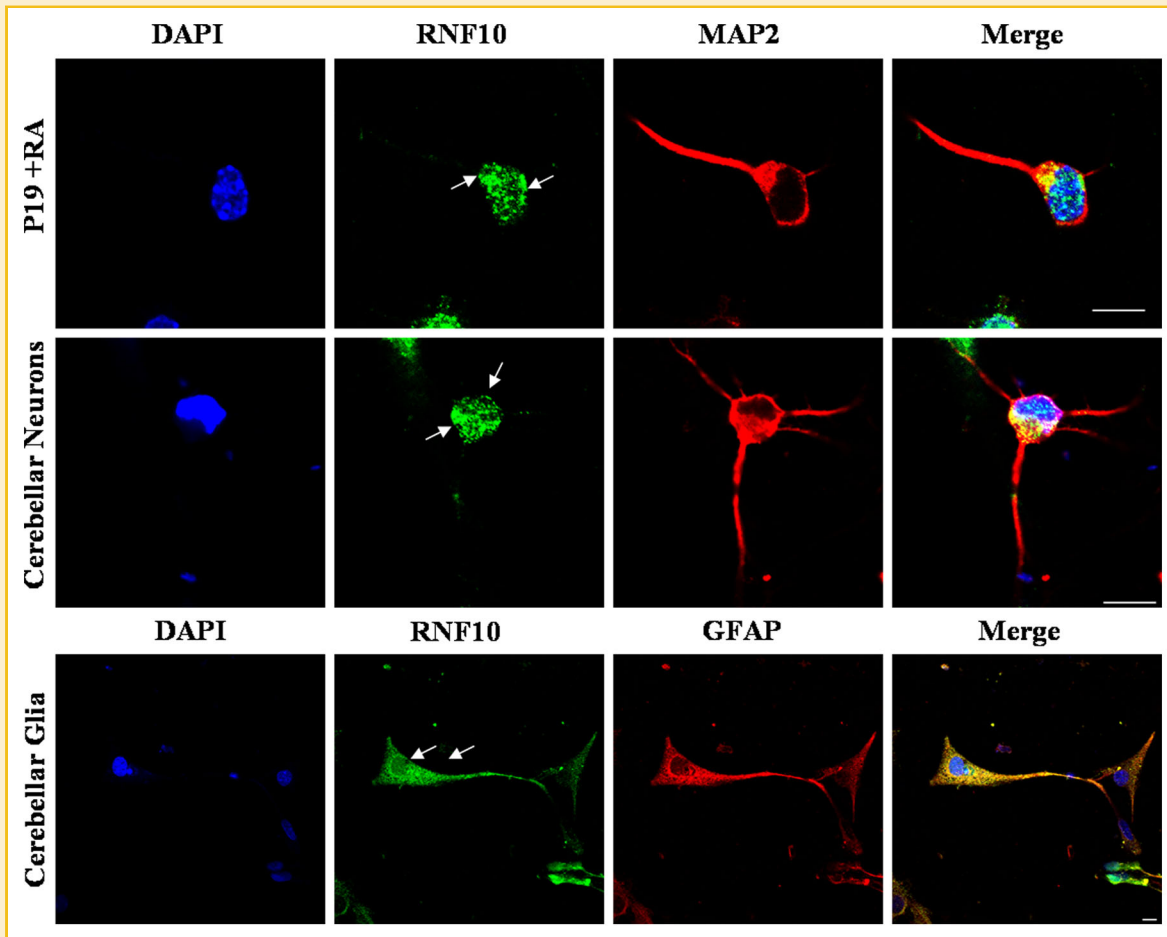 DAPI RNF10 MAP2 Merge
P19 +RA
Cerebellar Neurons
DAPI RNF10 GFAP Merge
Cerebellar Glia